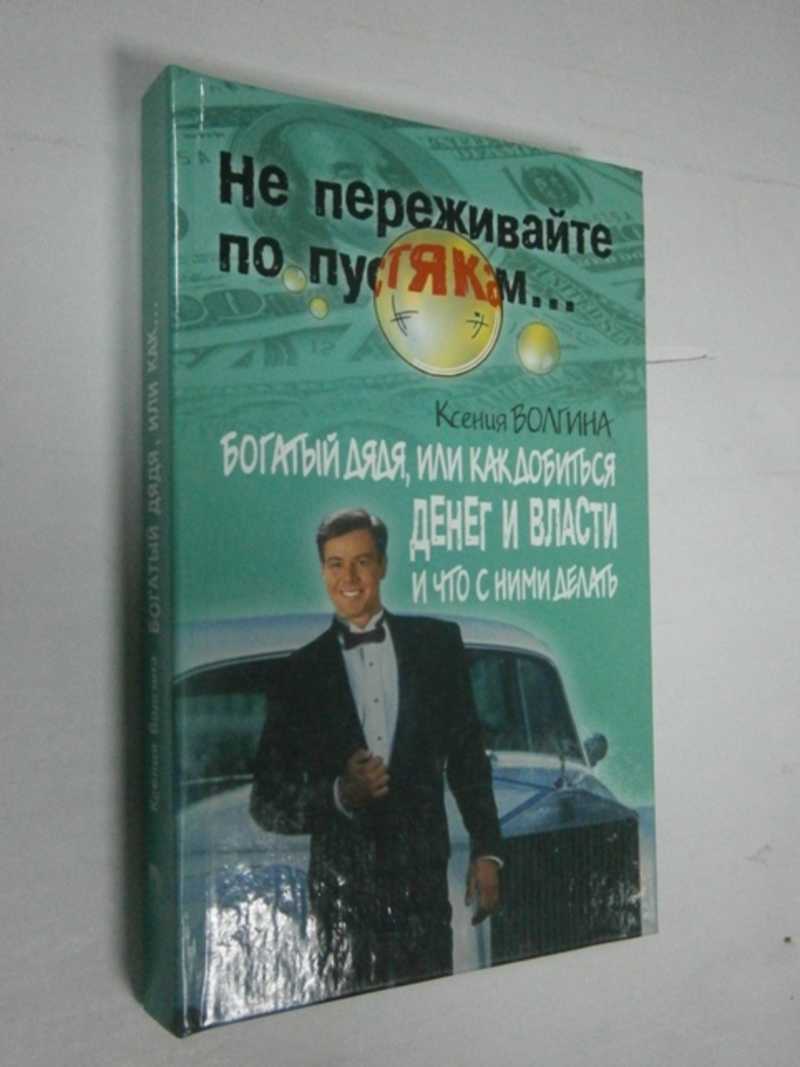 Не переживайте
по пустякам...
Ксения ВОЛГИНА
БОГАТЫЙ ДЯДЯ, ИЛИ КАК ДОБИТЬСЯ
ДЕНЕГ И ВЛАСТИ
И ЧТО С НИМИ ДЕЛАТЬ
Ксения Волгина БОГАТЫЙ ДЯДЯ, ИЛИ КАК...